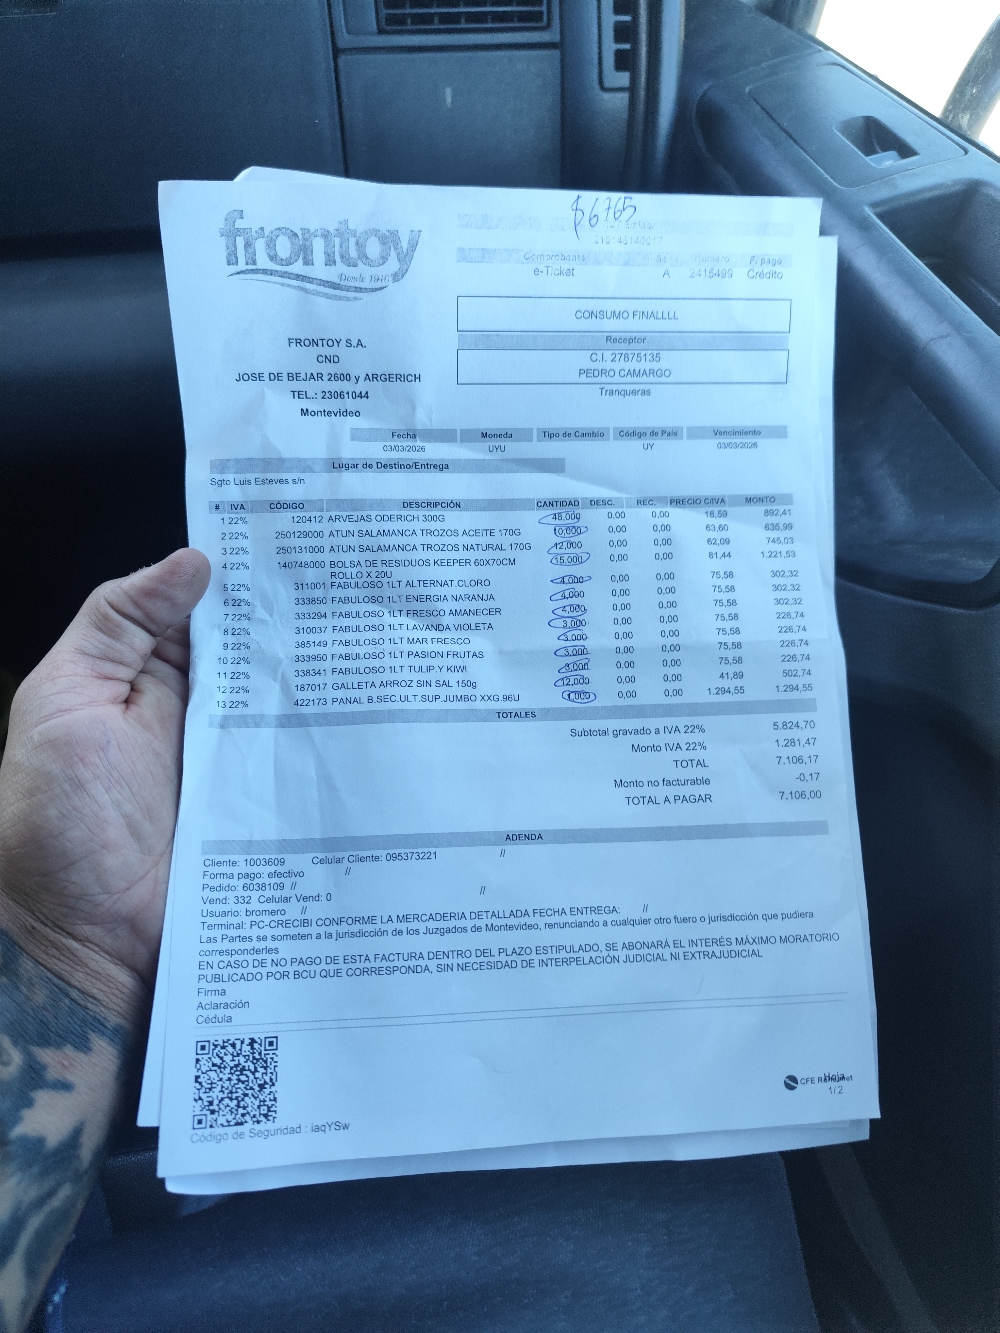 $6765
frontoy
Desde 1916
Comprobante Número F. pago
e-Ticket A 2415499 Crédito
CONSUMO FINALLLL
Receptor
C.I. 27875135
PEDRO CAMARGO
Tranqueras
FRONTOY S.A.
CND
JOSE DE BEJAR 2600 y ARGERICH
TEL.: 23061044
Montevideo
Fecha Moneda Tipo de Cambio Código de País Vencimiento
03/03/2026 UYU UY 03/03/2026
Lugar de Destino/Entrega
Sgto Luis Esteves s/n
# IVA CÓDIGO DESCRIPCIÓN CANTIDAD DESC. REC. PRECIO C/IVA MONTO
1 22% 120412 ARVEJAS ODERICH 300G 48,000 0,00 0,00 18,59 892,41
2 22% 250129000 ATUN SALAMANCA TROZOS ACEITE 170G 10,000 0,00 0,00 63,60 635,99
3 22% 250131000 ATUN SALAMANCA TROZOS NATURAL 170G 12,000 0,00 0,00 62,09 745,03
4 22% 140748000 BOLSA DE RESIDUOS KEEPER 60X70CM 15,000 0,00 0,00 81,44 1.221,53
ROLLO X 20U
5 22% 311001 FABULOSO 1LT ALTERNAT.CLORO 4,000 0,00 0,00 75,58 302,32
6 22% 333850 FABULOSO 1LT ENERGIA NARANJA 4,000 0,00 0,00 75,58 302,32
7 22% 333294 FABULOSO 1LT FRESCO AMANECER 4,000 0,00 0,00 75,58 302,32
8 22% 310037 FABULOSO 1LT LAVANDA VIOLETA 3,000 0,00 0,00 75,58 226,74
9 22% 385149 FABULOSO 1LT MAR FRESCO 3,000 0,00 0,00 75,58 226,74
10 22% 333950 FABULOSO 1LT PASION FRUTAS 3,000 0,00 0,00 75,58 226,74
11 22% 338341 FABULOSO 1LT TULIP.Y KIWI 3,000 0,00 0,00 75,58 226,74
12 22% 187017 GALLETA ARROZ SIN SAL 150g 12,000 0,00 0,00 41,89 502,74
13 22% 422173 PANAL B.SEC.ULT.SUP.JUMBO XXG.96U 1,000 0,00 0,00 1.294,55 1.294,55
TOTALES
Subtotal gravado a IVA 22% 5.824,70
Monto IVA 22% 1.281,47
TOTAL 7.106,17
Monto no facturable -0,17
TOTAL A PAGAR 7.106,00
ADENDA
Cliente: 1003609 Celular Cliente: 095373221 //
Forma pago: efectivo //
Pedido: 6038109 //
Vend: 332 Celular Vend: 0 //
Usuario: bromero //
Terminal: PC-CRECIBI CONFORME LA MERCADERIA DETALLADA FECHA ENTREGA: //
Las Partes se someten a la jurisdicción de los Juzgados de Montevideo, renunciando a cualquier otro fuero o jurisdicción que pudiera
corresponderles
EN CASO DE NO PAGO DE ESTA FACTURA DENTRO DEL PLAZO ESTIPULADO, SE ABONARÁ EL INTERÉS MÁXIMO MORATORIO
PUBLICADO POR BCU QUE CORRESPONDA, SIN NECESIDAD DE INTERPELACIÓN JUDICIAL NI EXTRAJUDICIAL
Firma
Aclaración
Cédula
CFE Hoja
1/2
Código de Seguridad : iaqYSw